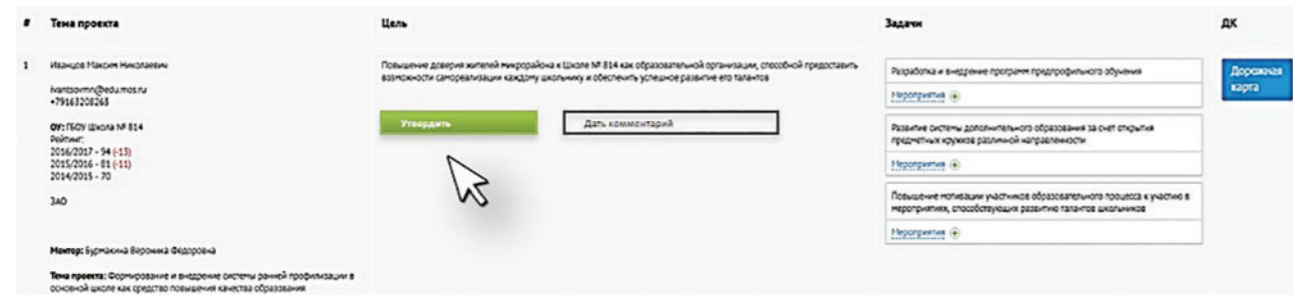 #
Тема проекта
Цель
Задачи
ДК
1
Иванцов Максим Николаевич
ivantsovmn@edu.mos.ru
+79163208263
ОУ: ГБОУ Школа № 814
Рейтинг:
2016/2017 - 94 (-13)
2015/2016 - 81 (-11)
2014/2015 - 70
ЗАО
Ментор: Бурмакина Вероника Федоровна
Тема проекта: Формирование и внедрение системы ранней профилизации в
основной школе как средство повышения качества образования
Повышение доверия жителей микрорайона к Школе № 814 как образовательной организации, способной предоставить
возможности самореализации каждому школьнику и обеспечить успешное развитие его талантов
Утвердить
Дать комментарий
Разработка и внедрение программ предпрофильного обучения
Мероприятия
Развитие системы дополнительного образования за счет открытия
предметных кружков различной направленности
Мероприятия
Повышение мотивации участников образовательного процесса к участию в
мероприятиях, способствующих развитию талантов школьников
Мероприятия
Дорожная
карта